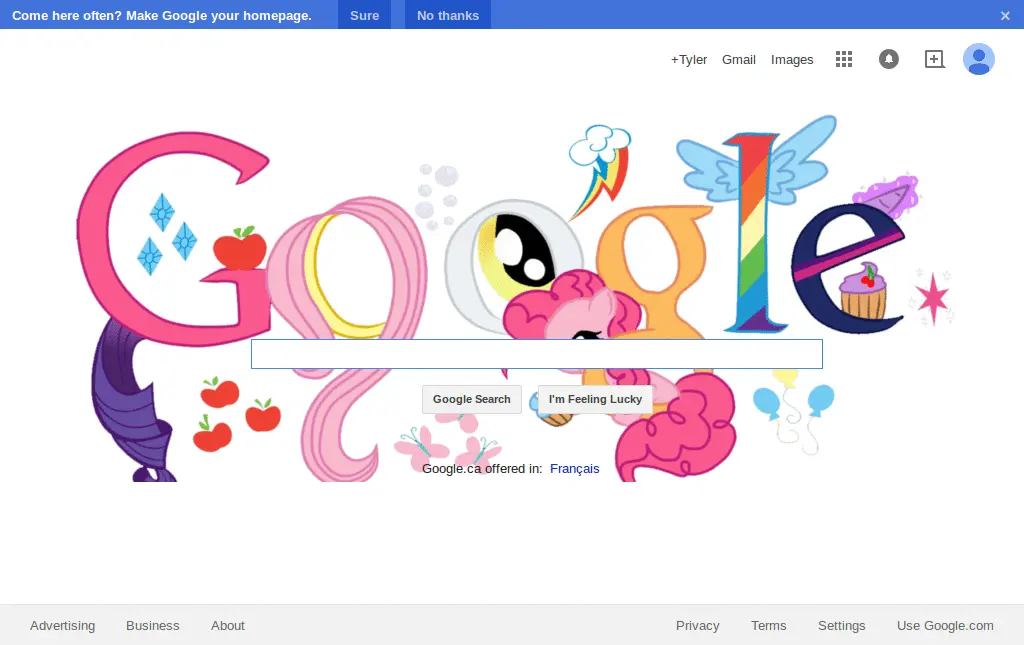 Come here often? Make Google your homepage. Sure No thanks ×
+Tyler Gmail Images
Google
Google Search I'm Feeling Lucky
Google.ca offered in: Français
Advertising Business About Privacy Terms Settings Use Google.com